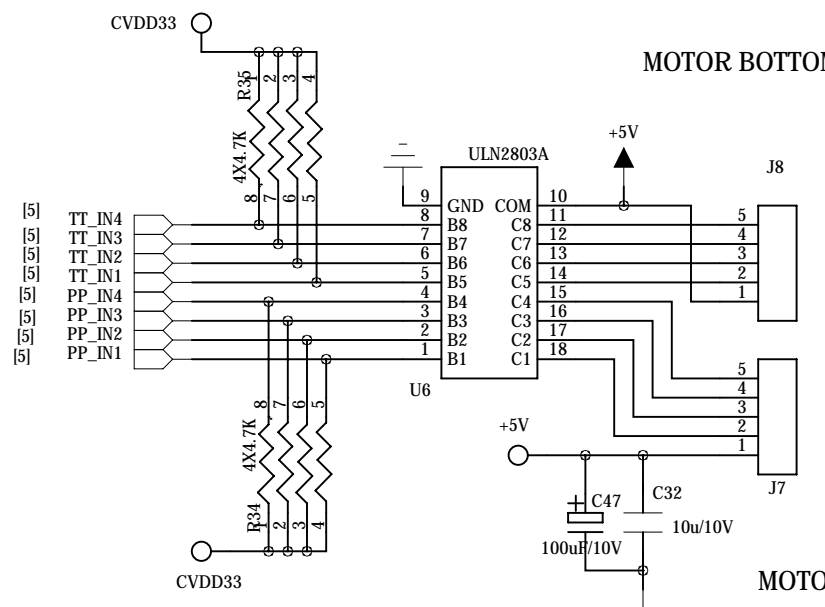 CVDD33
MOTOR BOTTOM
R35
1 2 3 4
4X4.7K
8 7 6 5
+5V
ULN2803A
J8
9 GND COM 10
[5] TT_IN4 8 B8 C8 11 5
[5] TT_IN3 7 B7 C7 12 4
[5] TT_IN2 6 B6 C6 13 3
[5] TT_IN1 5 B5 C5 14 2
[5] PP_IN4 4 B4 C4 15 1
[5] PP_IN3 3 B3 C3 16
[5] PP_IN2 2 B2 C2 17
[5] PP_IN1 1 B1 C1 18
U6
5
4
3
2
1
J7
8 7 6 5
4X4.7K
R34
1 2 3 4
CVDD33
+5V
C47
100uF/10V
C32
10u/10V
MOTO